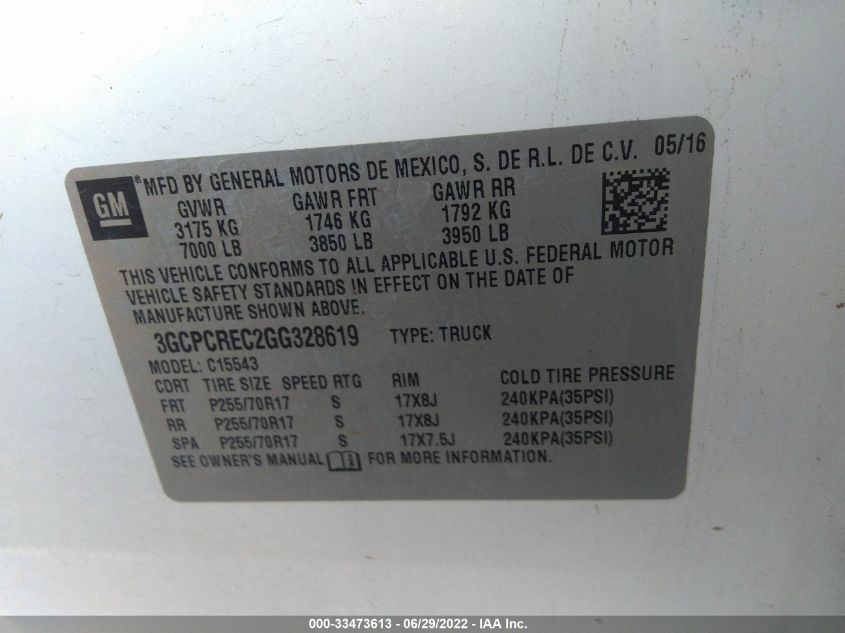 GM ®MFD BY GENERAL MOTORS DE MEXICO, S. DE R.L. DE C.V. 05/16
GVWR GAWR FRT GAWR RR
3175 KG 1746 KG 1792 KG
7000 LB 3850 LB 3950 LB
THIS VEHICLE CONFORMS TO ALL APPLICABLE U.S. FEDERAL MOTOR
VEHICLE SAFETY STANDARDS IN EFFECT ON THE DATE OF
MANUFACTURE SHOWN ABOVE.
3GCPCREC2GG328619 TYPE: TRUCK
MODEL: C15543
CDRT TIRE SIZE SPEED RTG RIM COLD TIRE PRESSURE
FRT P255/70R17 S 17X8J 240KPA(35PSI)
RR P255/70R17 S 17X8J 240KPA(35PSI)
SPA P255/70R17 S 17X7.5J 240KPA(35PSI)
SEE OWNER'S MANUAL FOR MORE INFORMATION.
000-33473613 - 06/29/2022 - IAA Inc.